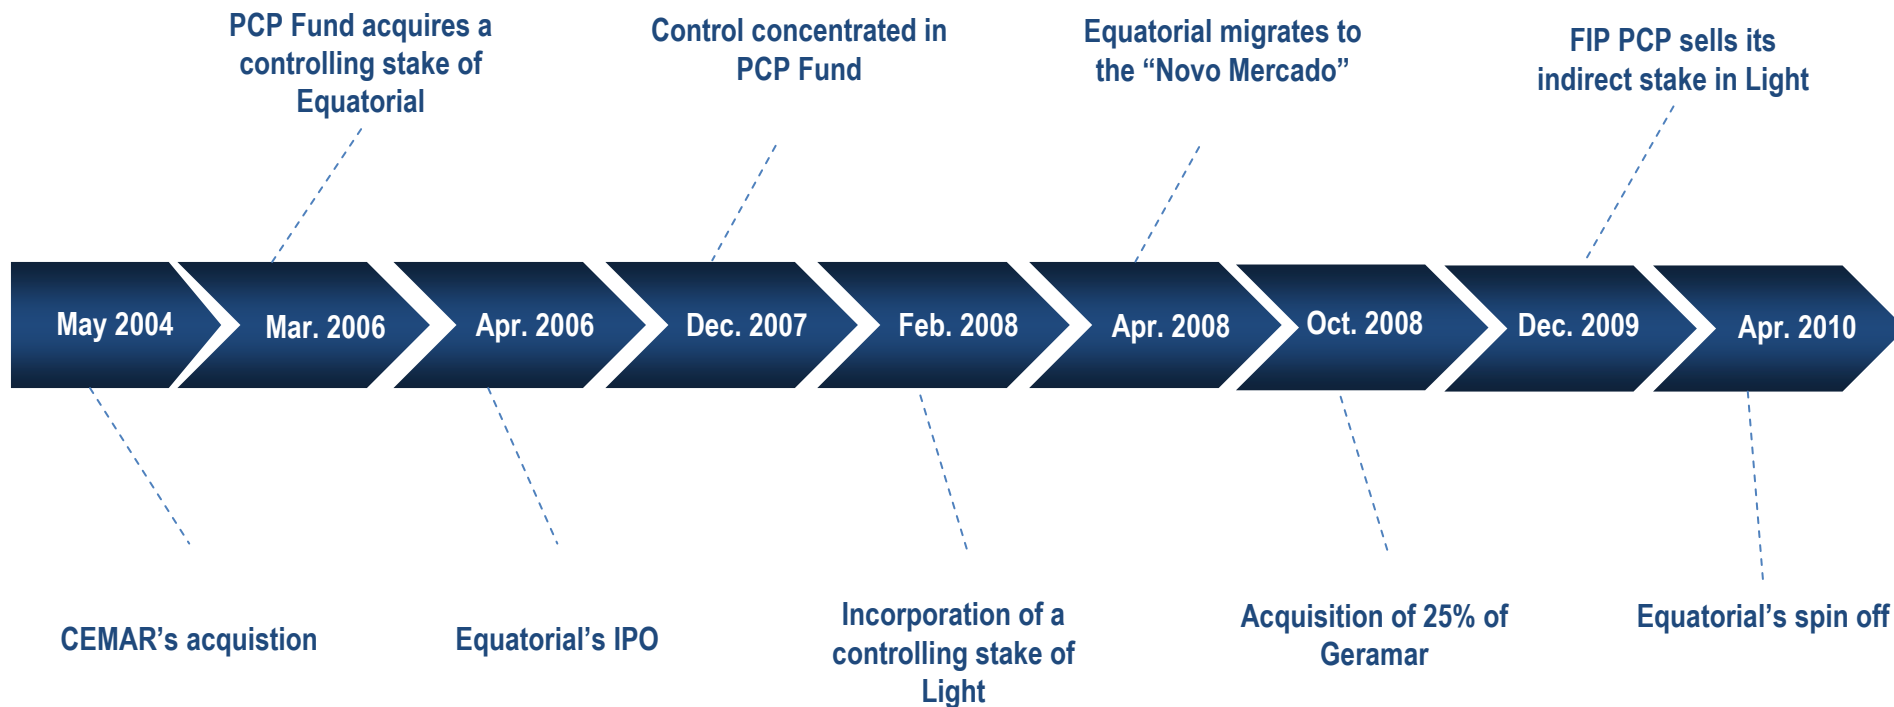 PCP Fund acquires a
controlling stake of
Equatorial
Control concentrated in
PCP Fund
Equatorial migrates to
the “Novo Mercado”
FIP PCP sells its
indirect stake in Light
May 2004
Mar. 2006
Apr. 2006
Dec. 2007
Feb. 2008
Apr. 2008
Oct. 2008
Dec. 2009
Apr. 2010
CEMAR’s acquistion
Equatorial’s IPO
Incorporation of a
controlling stake of
Light
Acquisition of 25% of
Geramar
Equatorial’s spin off